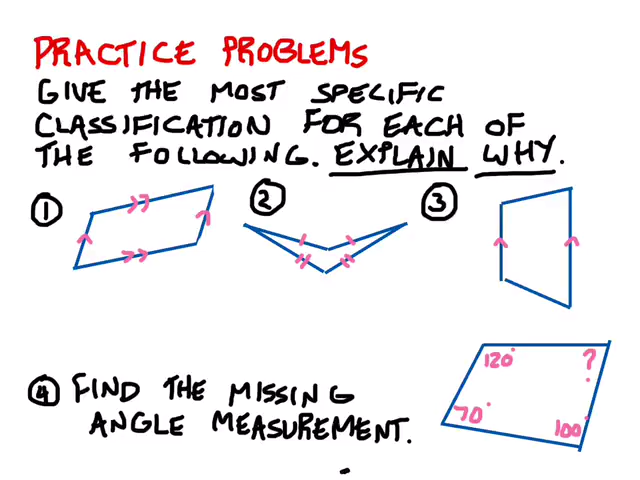 PRACTICE PROBLEMS
GIVE THE MOST SPECIFIC
CLASSIFICATION FOR EACH OF
THE FOLLOWING. EXPLAIN WHY.
1
2
3
4 FIND THE MISSING
ANGLE MEASUREMENT.
120° ?
70° 100°